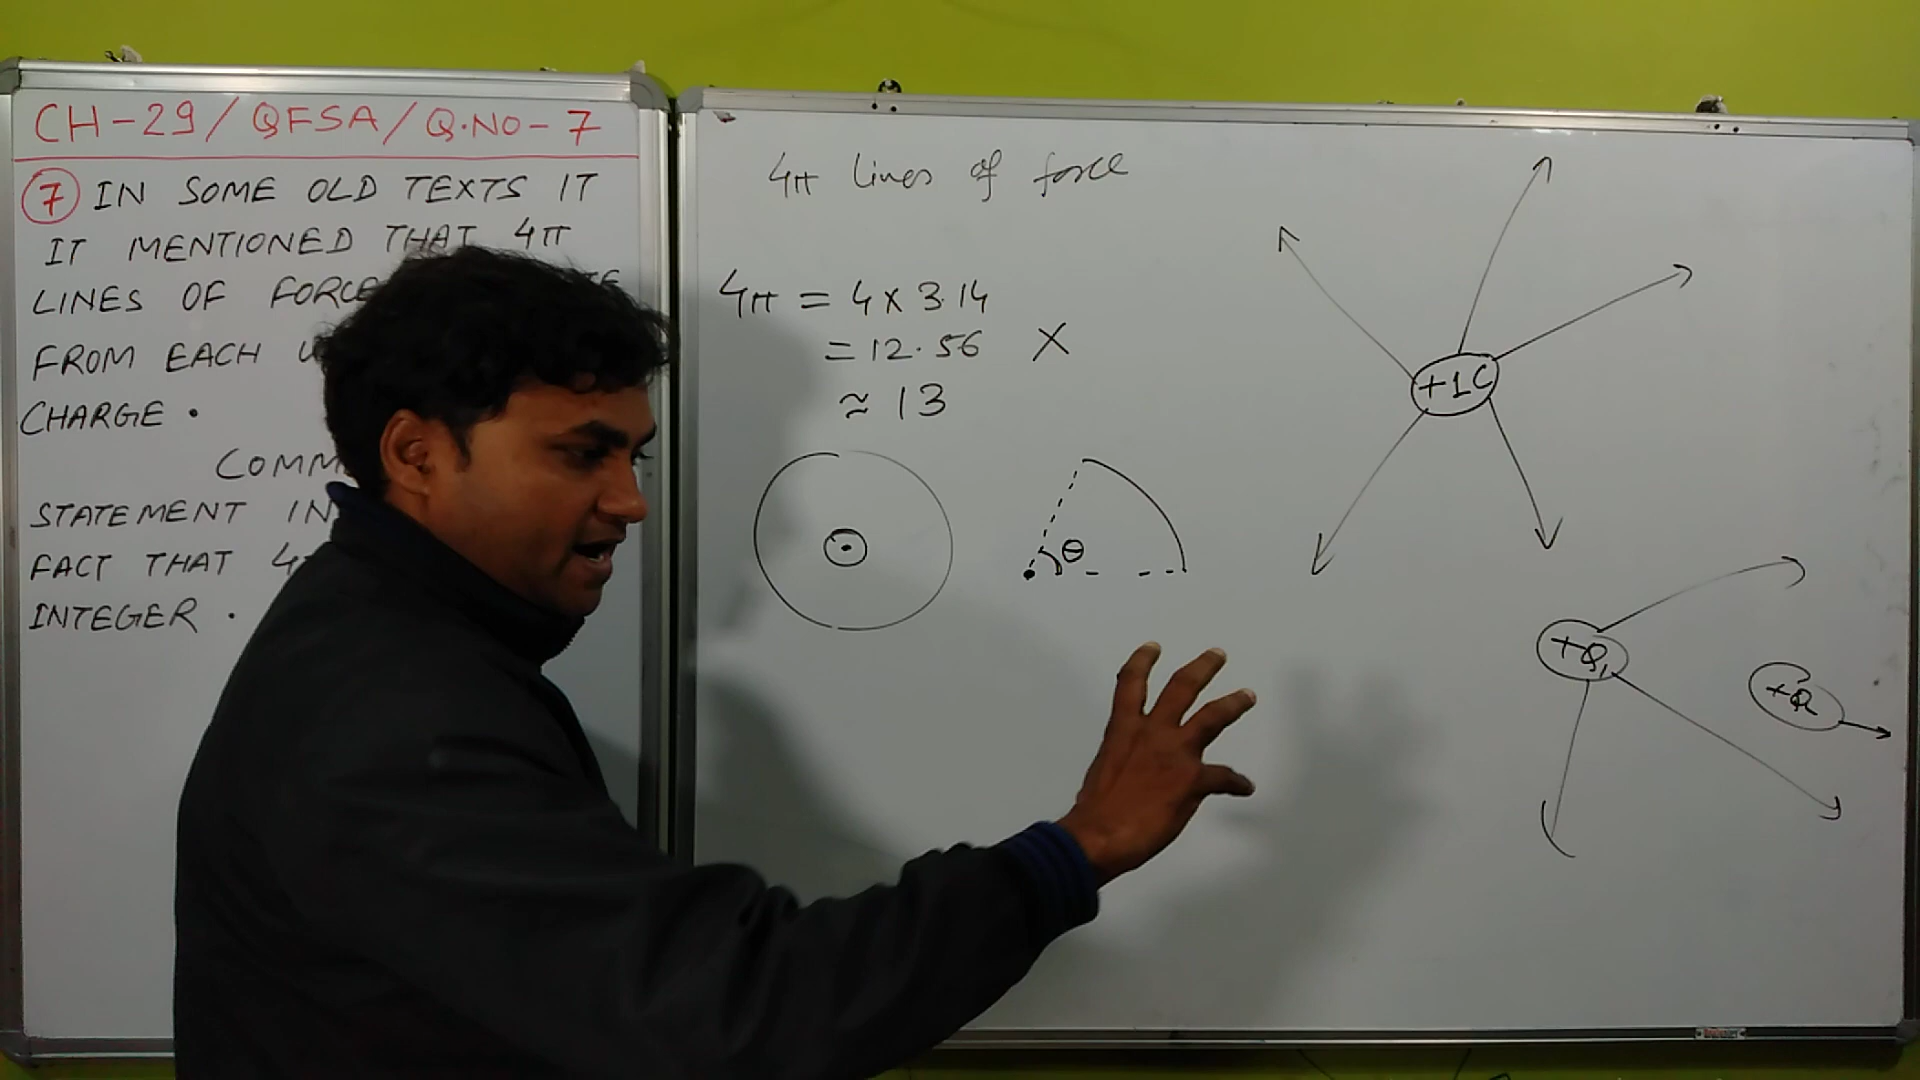 CH-29/QFSA/Q.NO-7
7 IN SOME OLD TEXTS IT
IT MENTIONED THAT 4π
LINES OF FORCE
FROM EACH
CHARGE.
STATEMENT IN
FACT THAT
INTEGER.
4π lines of force
4π = 4 x 3.14
= 12.56 X
≈ 13
θ
+1C
+Q₁
+Q